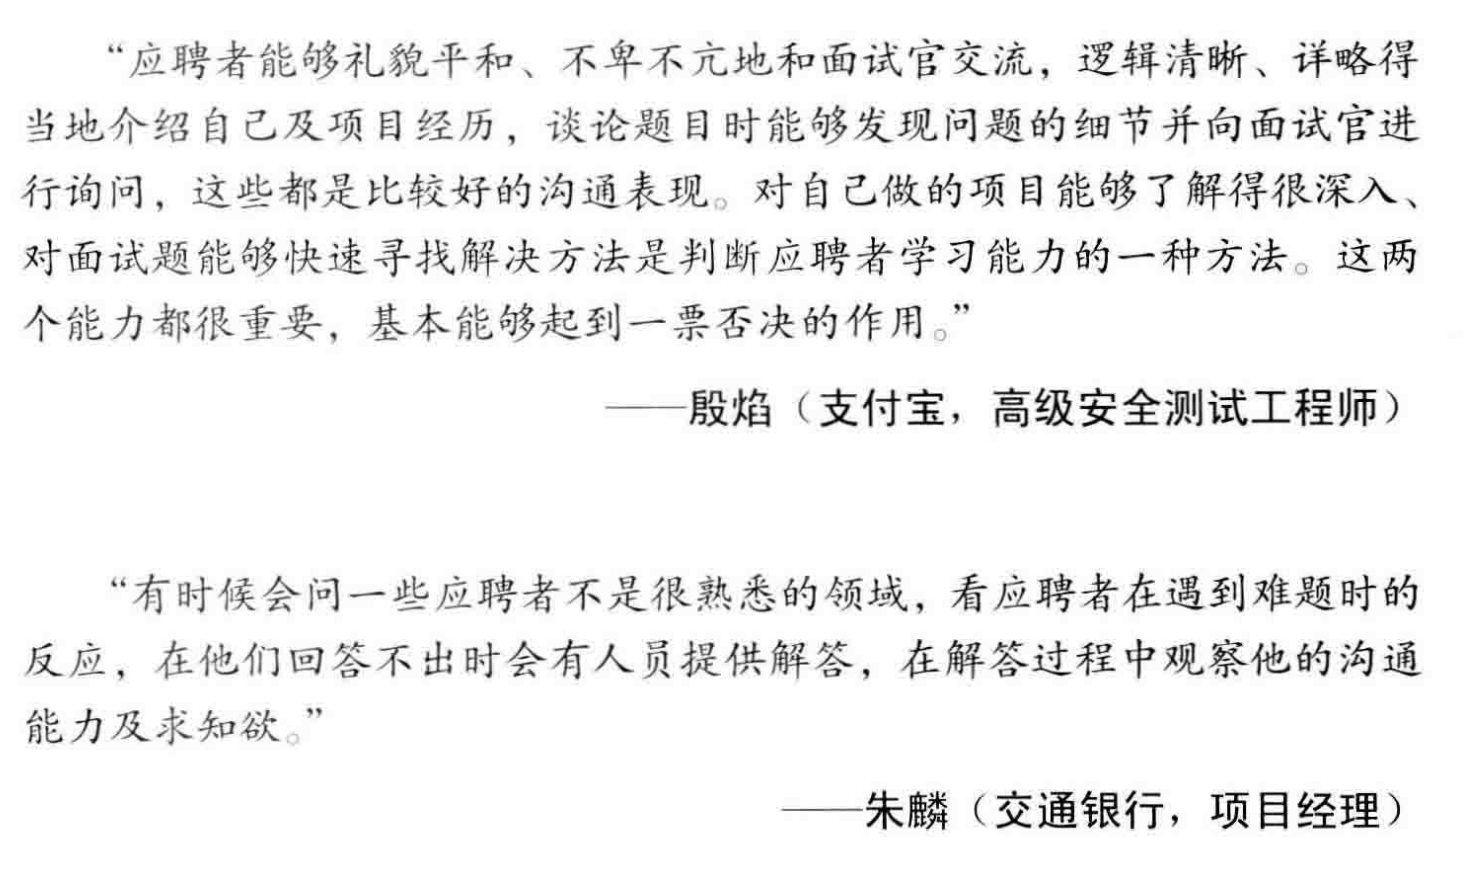 “应聘者能够礼貌平和、不卑不亢地和面试官交流，逻辑清晰、详略得
当地介绍自己及项目经历，谈论题目时能够发现问题的细节并向面试官进
行询问，这些都是比较好的沟通表现。对自己做的项目能够了解得很深入、
对面试题能够快速寻找解决方法是判断应聘者学习能力的一种方法。这两
个能力都很重要，基本能够起到一票否决的作用。”
——殷焰（支付宝，高级安全测试工程师）
“有时候会问一些应聘者不是很熟悉的领域，看应聘者在遇到难题时的
反应，在他们回答不出时会有人员提供解答，在解答过程中观察他的沟通
能力及求知欲。”
——朱麟（交通银行，项目经理）